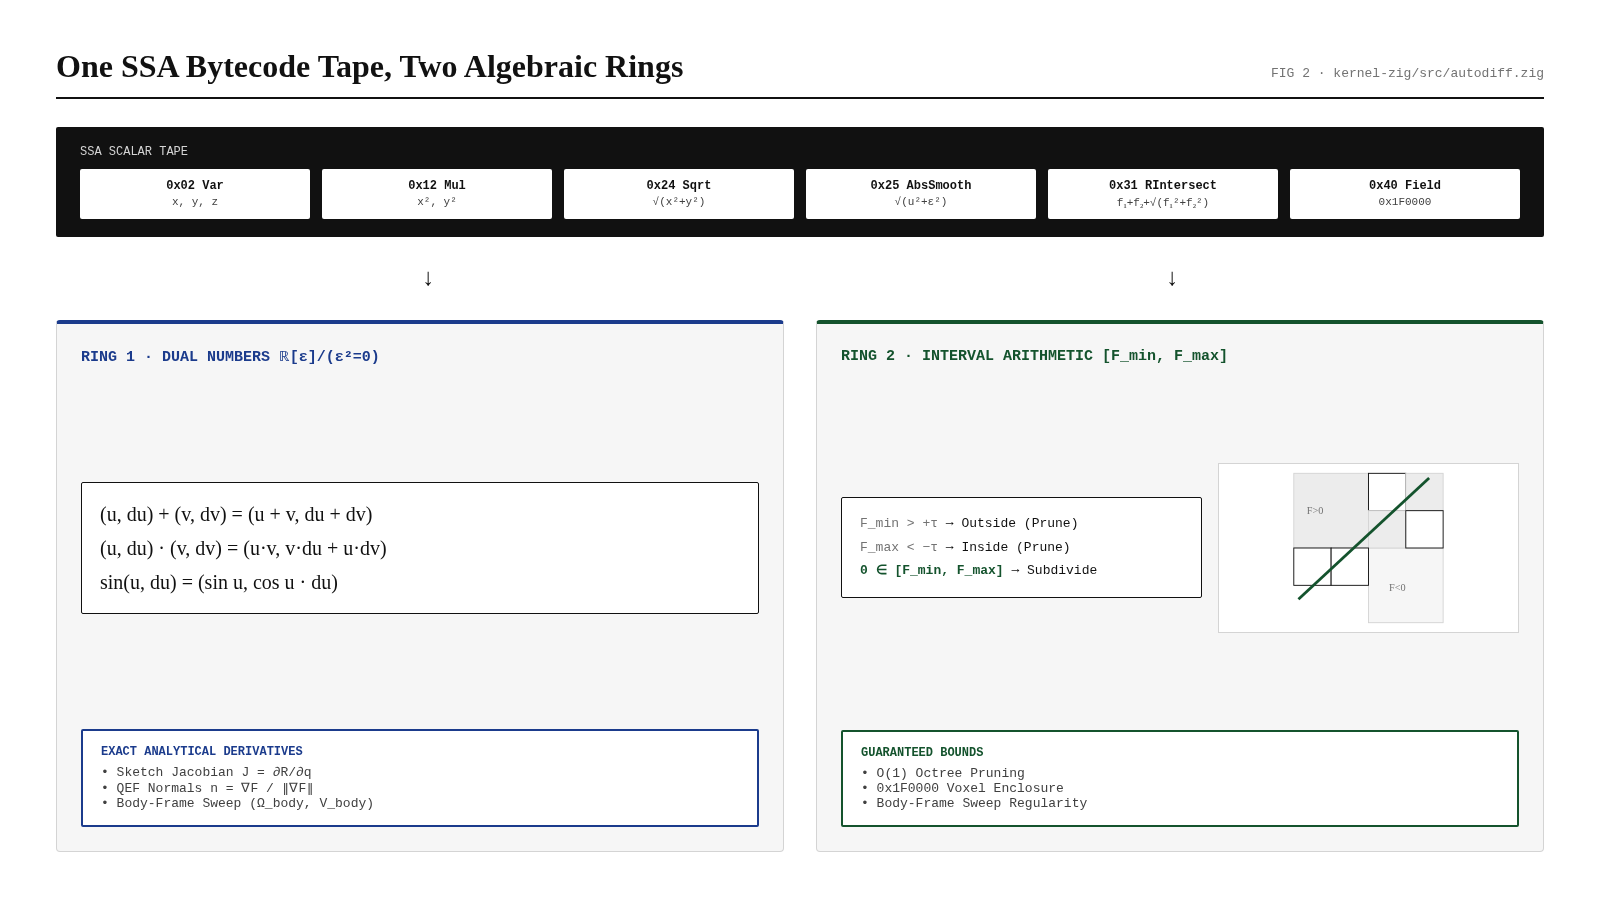 One SSA Bytecode Tape, Two Algebraic Rings
FIG 2 · kernel-zig/src/autodiff.zig
SSA SCALAR TAPE
0x02 Var
x, y, z
0x12 Mul
x², y²
0x24 Sqrt
√(x²+y²)
0x25 AbsSmooth
√(u²+ε²)
0x31 RIntersect
f₁+f₂+√(f₁²+f₂²)
0x40 Field
0x1F0000
↓
↓
RING 1 · DUAL NUMBERS ℝ[ε]/(ε²=0)
(u, du) + (v, dv) = (u + v, du + dv)
(u, du) · (v, dv) = (u·v, v·du + u·dv)
sin(u, du) = (sin u, cos u · du)
EXACT ANALYTICAL DERIVATIVES
• Sketch Jacobian J = ∂R/∂q
• QEF Normals n = ∇F / ‖∇F‖
• Body-Frame Sweep (Ω_body, V_body)
RING 2 · INTERVAL ARITHMETIC [F_min, F_max]
F_min > +τ → Outside (Prune)
F_max < −τ → Inside (Prune)
0 ∈ [F_min, F_max] → Subdivide
F>0
F<0
GUARANTEED BOUNDS
• O(1) Octree Pruning
• 0x1F0000 Voxel Enclosure
• Body-Frame Sweep Regularity